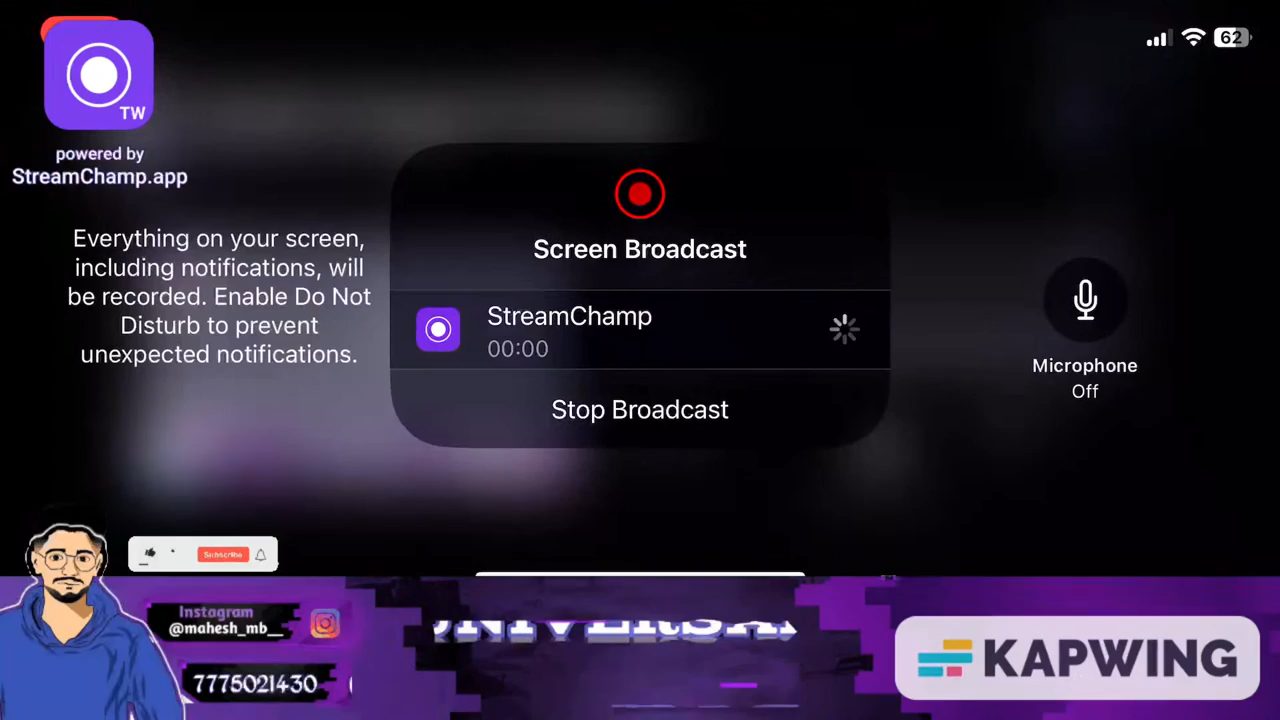 62
TW
powered by
StreamChamp.app
Everything on your screen,
including notifications, will
be recorded. Enable Do Not
Disturb to prevent
unexpected notifications.
Screen Broadcast
StreamChamp
00:00
Stop Broadcast
Microphone
Off
Subscribe
Instagram
@mahesh_mb__
7775021430
KAPWING